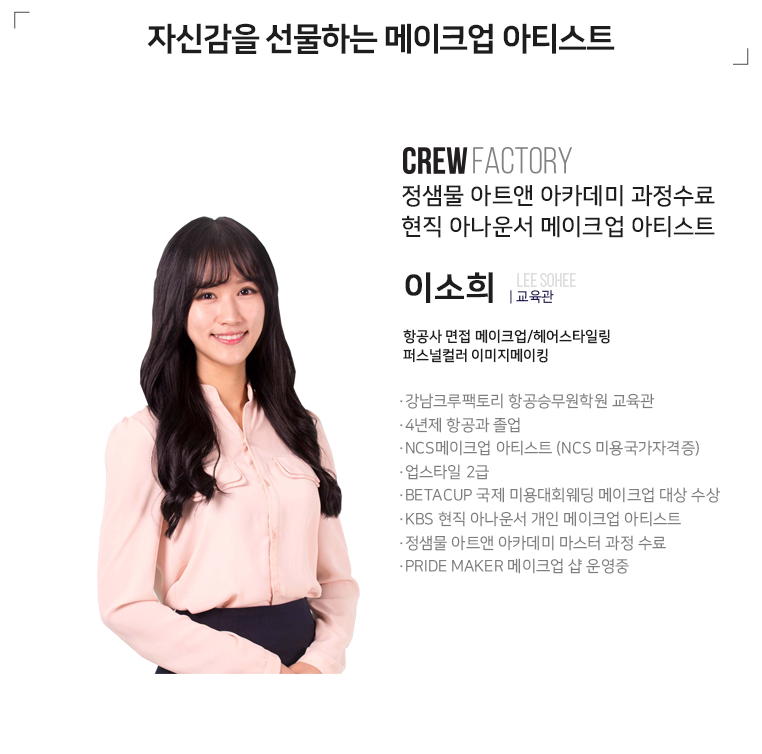 자신감을 선물하는 메이크업 아티스트
CREW FACTORY
정샘물 아트앤 아카데미 과정수료
현직 아나운서 메이크업 아티스트
이소희 LEE SOHEE
| 교육관
항공사 면접 메이크업/헤어스타일링
퍼스널컬러 이미지메이킹
·강남크루팩토리 항공승무원학원 교육관
·4년제 항공과 졸업
·NCS메이크업 아티스트 (NCS 미용국가자격증)
·업스타일 2급
·BETACUP 국제 미용대회웨딩 메이크업 대상 수상
·KBS 현직 아나운서 개인 메이크업 아티스트
·정샘물 아트앤 아카데미 마스터 과정 수료
·PRIDE MAKER 메이크업 샵 운영중